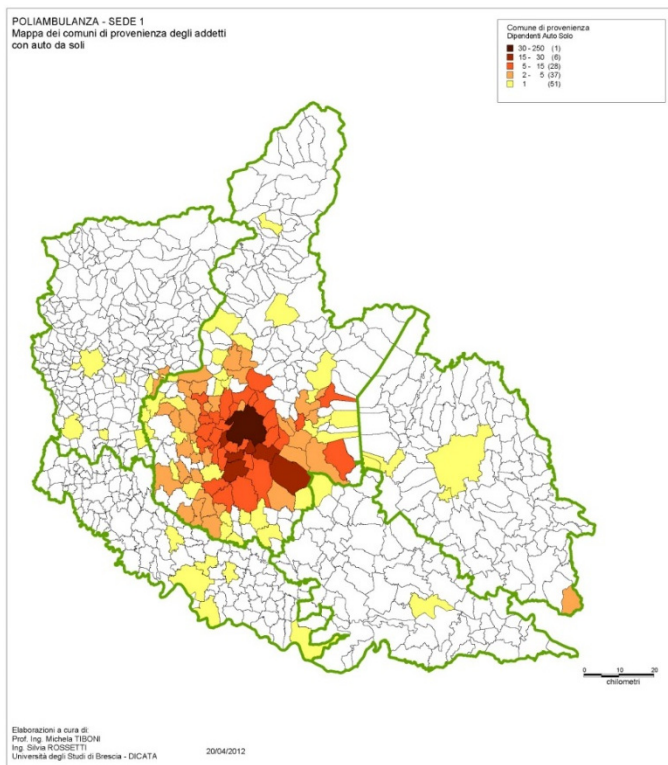 POLIAMBULANZA - SEDE 1
Mappa dei comuni di provenienza degli addetti
con auto da soli
Comune di provenienza
Dipendenti Auto Solo
30 - 250 (1)
15 - 30 (6)
5 - 15 (28)
2 - 5 (37)
1 (51)
0 10 20
chilometri
Elaborazioni a cura di:
Prof. Ing. Michela TIBONI
Ing. Silvia ROSSETTI
Università degli Studi di Brescia - DICATA
20/04/2012